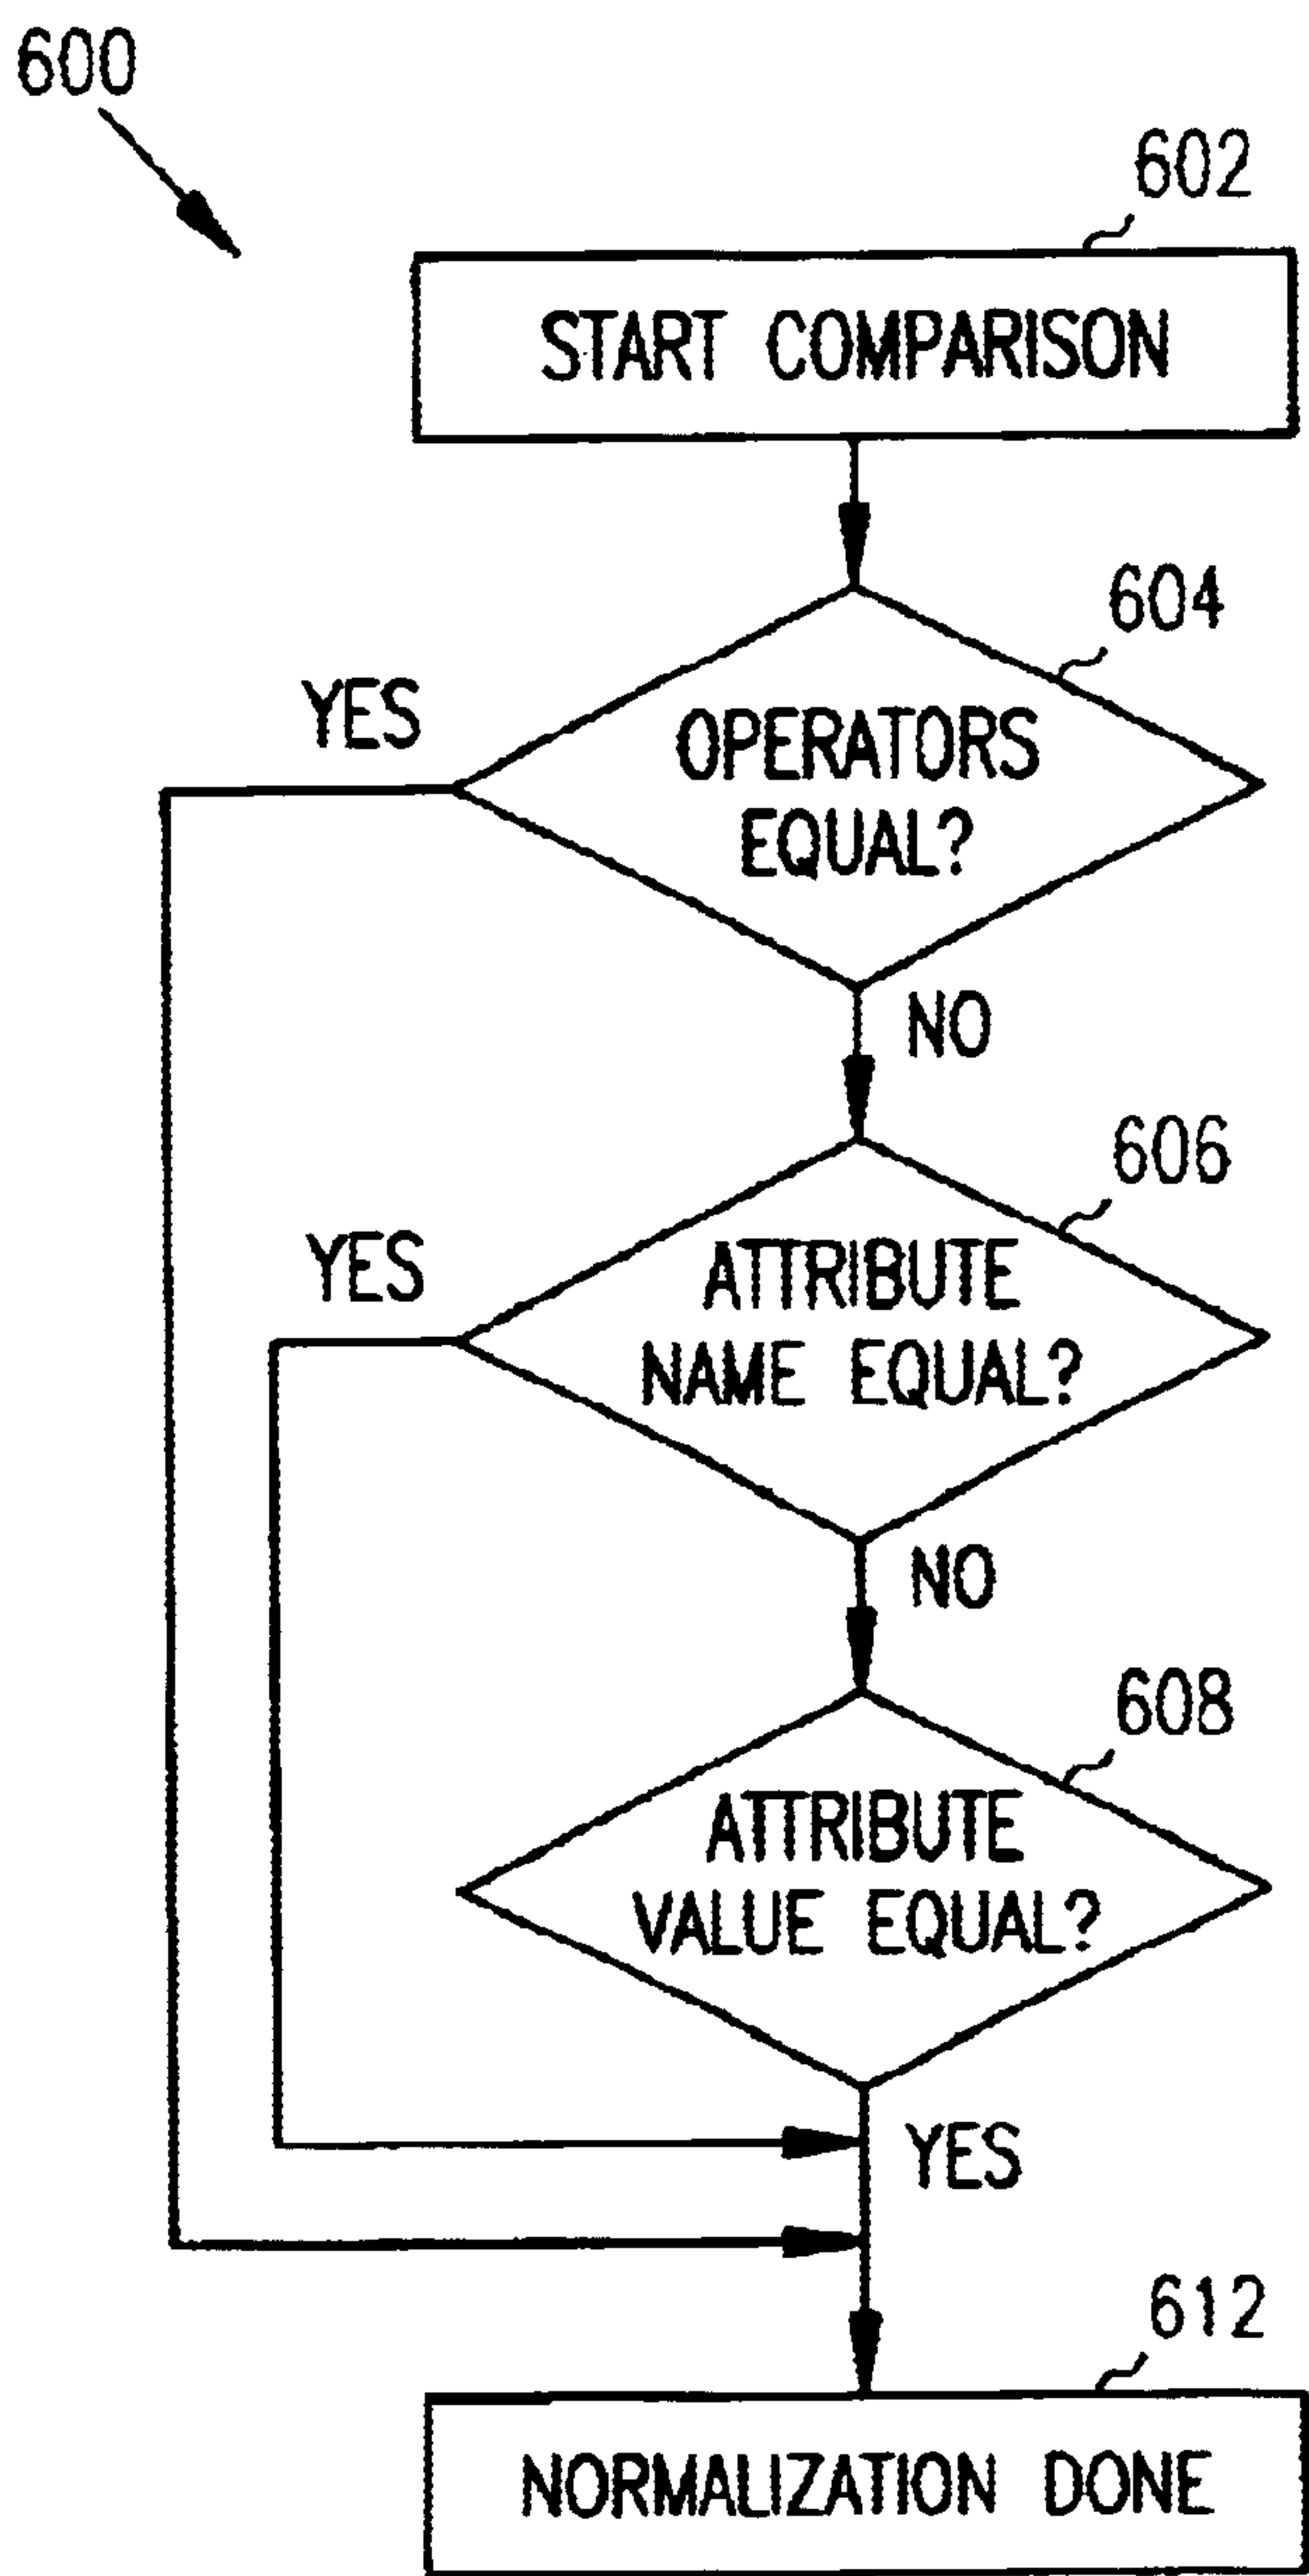 600
602
START COMPARISON
604
YES
OPERATORS
EQUAL?
NO
606
YES
ATTRIBUTE
NAME EQUAL?
NO
608
ATTRIBUTE
VALUE EQUAL?
YES
612
NORMALIZATION DONE